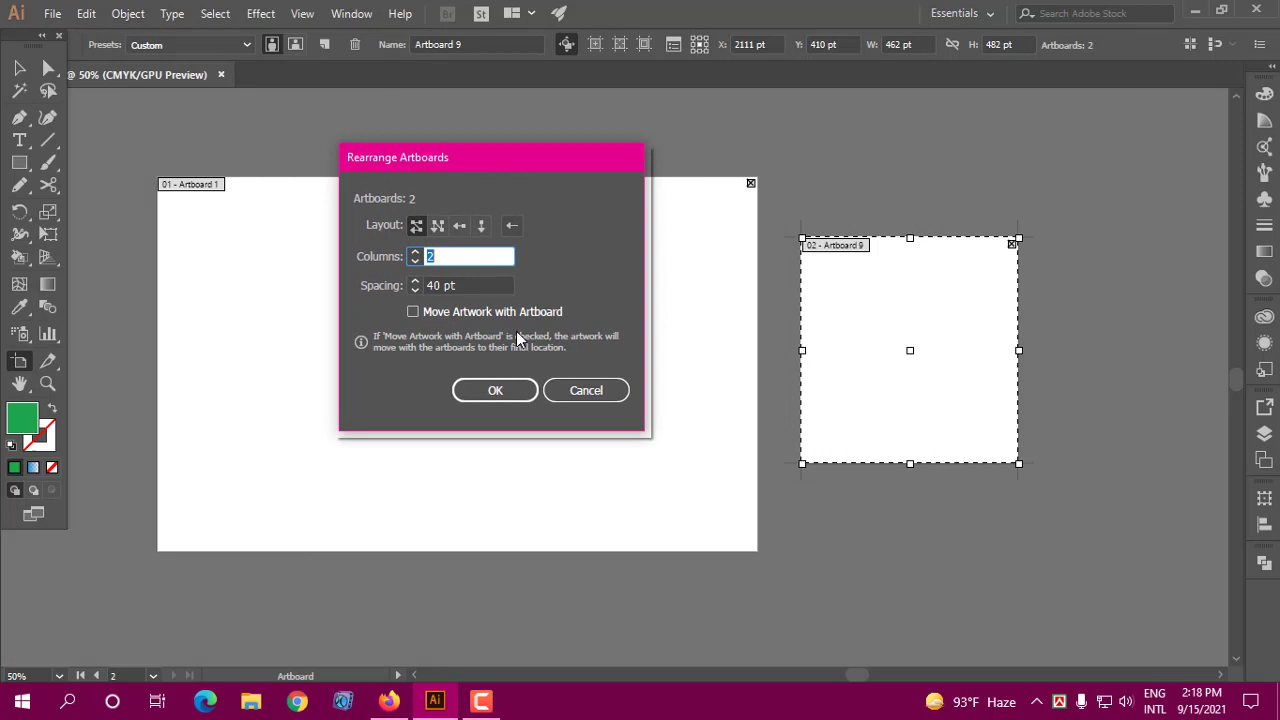 Ai File Edit Object Type Select Effect View Window Help Br St Essentials Search Adobe Stock
Presets: Custom Name: Artboard 9 X: 2111 pt Y: 410 pt W: 462 pt H: 482 pt Artboards: 2
@ 50% (CMYK/GPU Preview) ×
Rearrange Artboards
01 - Artboard 1
Artboards: 2
Layout:
02 - Artboard 9
Columns: 2
Spacing: 40 pt
Move Artwork with Artboard
If 'Move Artwork with Artboard' is checked, the artwork will
move with the artboards to their final location.
OK Cancel
50% 2 Artboard
Ai 93°F Haze ENG
INTL
2:18 PM
9/15/2021